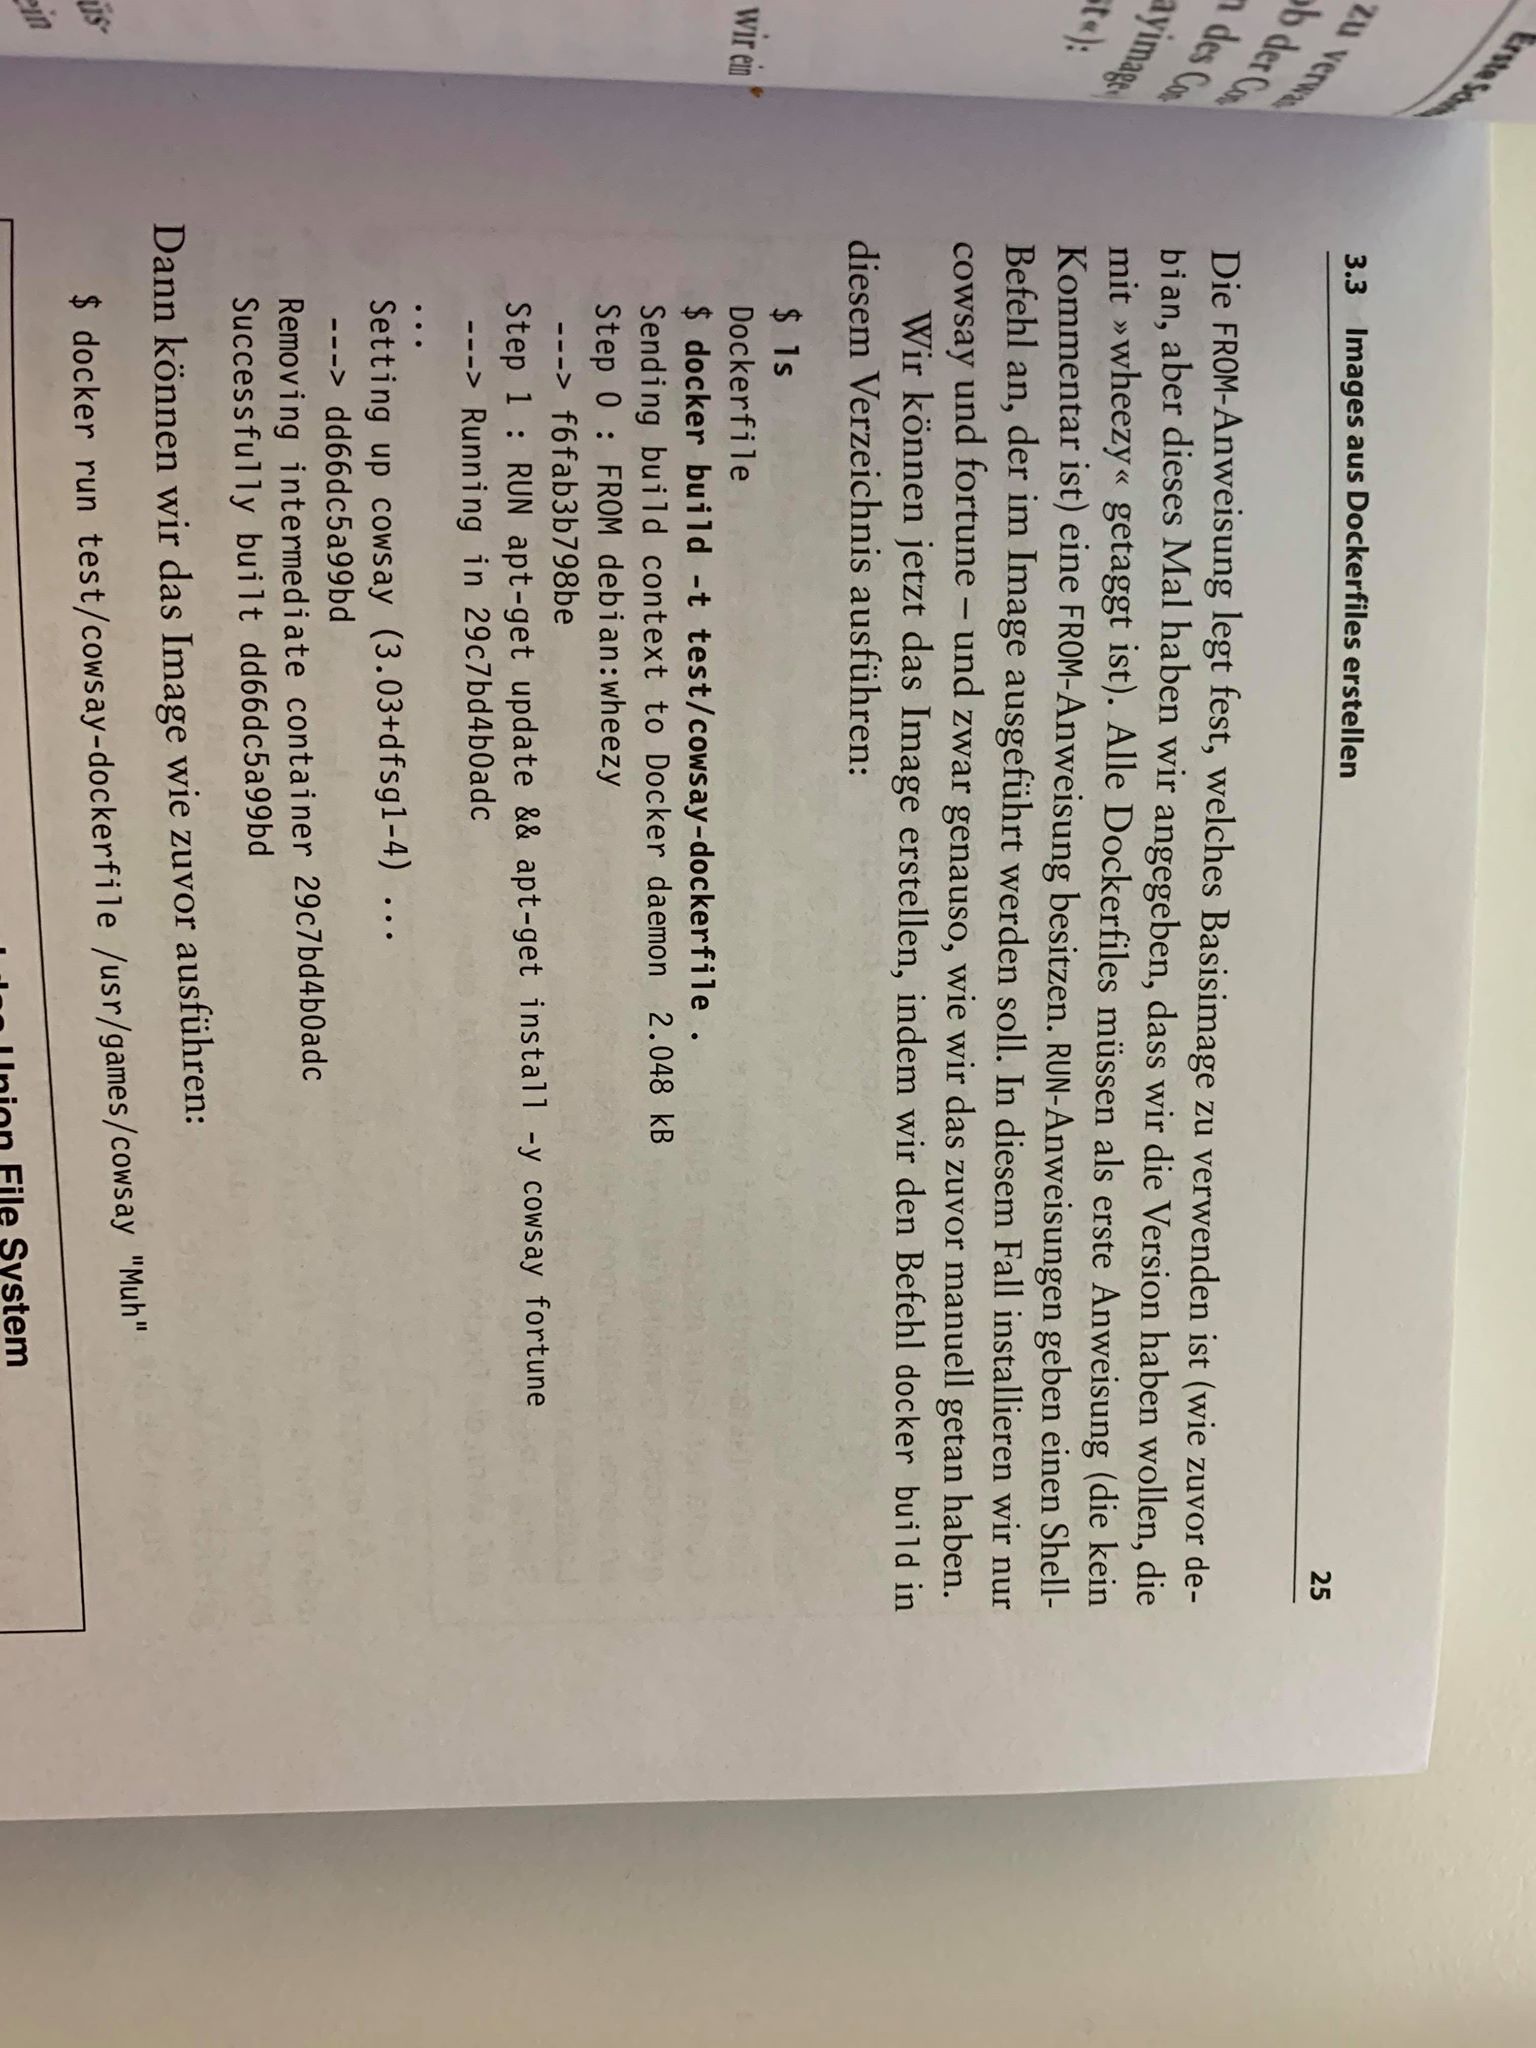 3.3 Images aus Dockerfiles erstellen
25
Die FROM-Anweisung legt fest, welches Basisimage zu verwenden ist (wie zuvor de-
bian, aber dieses Mal haben wir angegeben, dass wir die Version haben wollen, die
mit »wheezy« getaggt ist). Alle Dockerfiles müssen als erste Anweisung (die kein
Kommentar ist) eine FROM-Anweisung besitzen. RUN-Anweisungen geben einen Shell-
Befehl an, der im Image ausgeführt werden soll. In diesem Fall installieren wir nur
cowsay und fortune – und zwar genauso, wie wir das zuvor manuell getan haben.
Wir können jetzt das Image erstellen, indem wir den Befehl docker build in
diesem Verzeichnis ausführen:
$ ls
Dockerfile
$ docker build -t test/cowsay-dockerfile .
Sending build context to Docker daemon 2.048 kB
Step 0 : FROM debian:wheezy
---> f6fab3b798be
Step 1 : RUN apt-get update && apt-get install -y cowsay fortune
---> Running in 29c7bd4b0adc
...
Setting up cowsay (3.03+dfsg1-4) ...
---> dd66dc5a99bd
Removing intermediate container 29c7bd4b0adc
Successfully built dd66dc5a99bd
Dann können wir das Image wie zuvor ausführen:
$ docker run test/cowsay-dockerfile /usr/games/cowsay "Muh"
Union File System
zu
ob der
des
wir ein